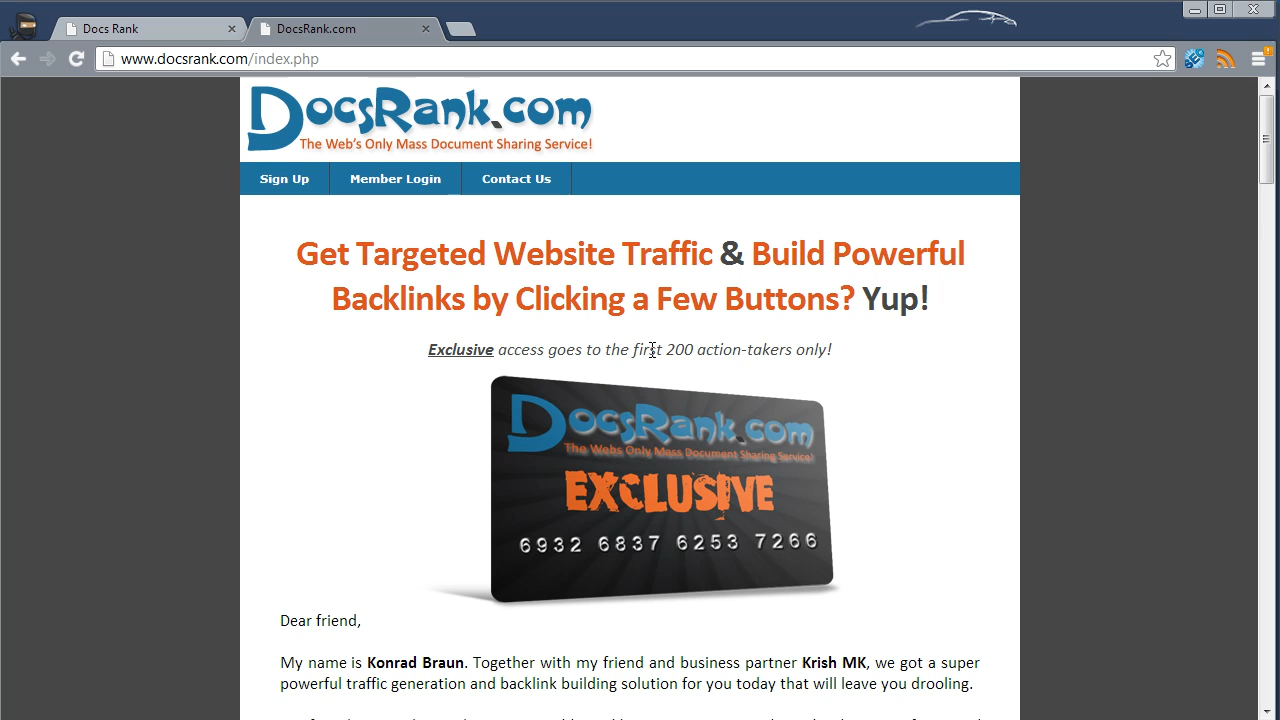 Docs Rank
DocsRank.com
www.docsrank.com/index.php
DocsRank.com
The Web's Only Mass Document Sharing Service!
Sign Up
Member Login
Contact Us
Get Targeted Website Traffic & Build Powerful
Backlinks by Clicking a Few Buttons? Yup!
Exclusive access goes to the first 200 action-takers only!
DocsRank.com
The Webs Only Mass Document Sharing Service!
EXCLUSIVE
6932 6837 6253 7266
Dear friend,
My name is Konrad Braun. Together with my friend and business partner Krish MK, we got a super
powerful traffic generation and backlink building solution for you today that will leave you drooling.